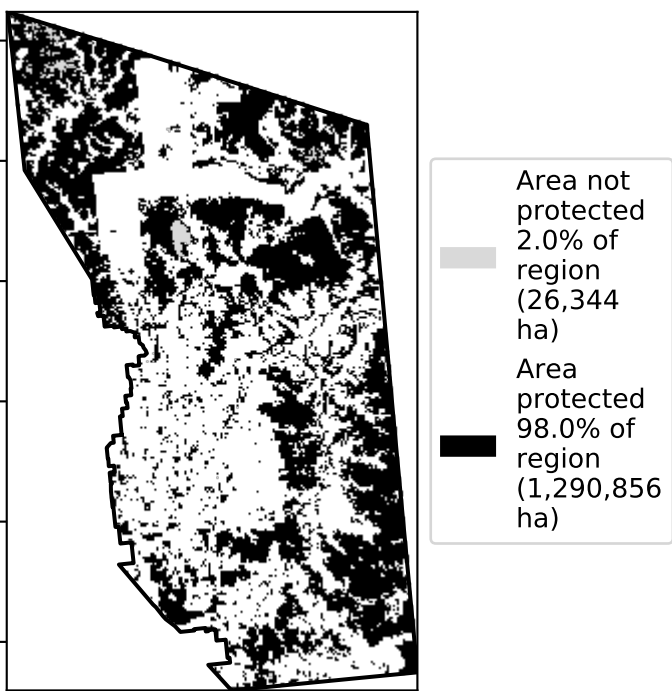 Area not
protected
2.0% of
region
(26,344
ha)
Area
protected
98.0% of
region
(1,290,856
ha)